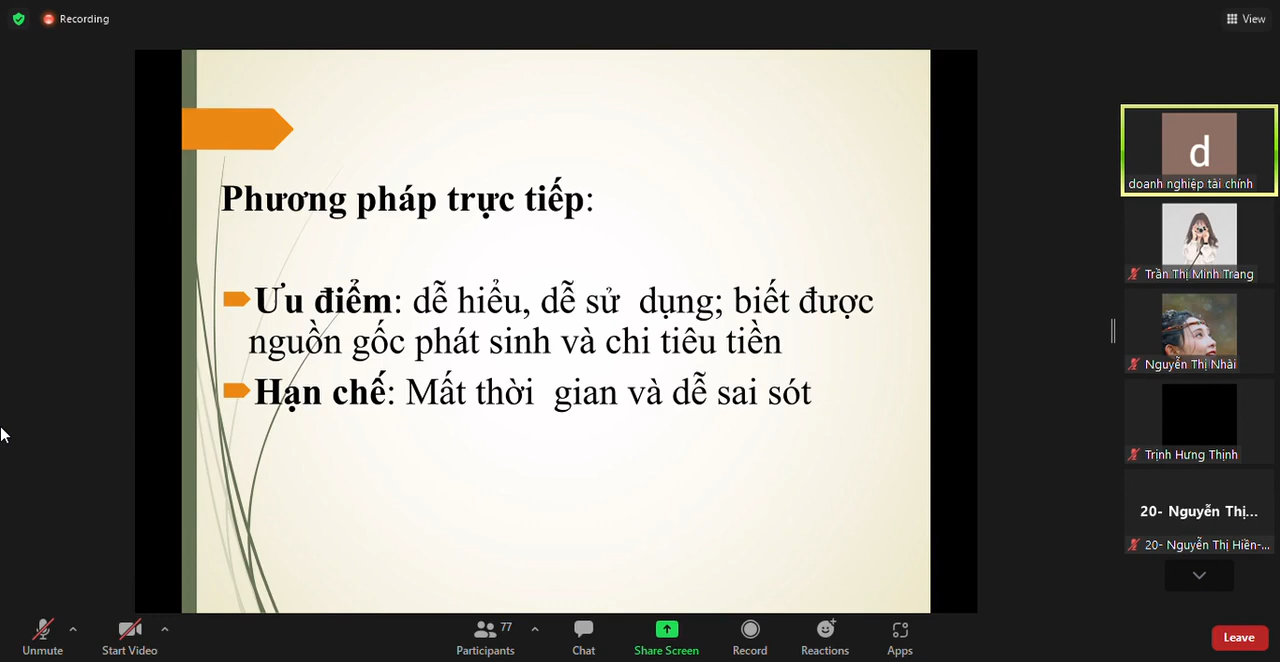 Recording
View
Phương pháp trực tiếp:
Ưu điểm: dễ hiểu, dễ sử  dụng; biết được
nguồn gốc phát sinh và chi tiêu tiền
Hạn chế: Mất thời  gian và dễ sai sót
d
doanh nghiệp tài chính
Trần Thị Minh Trang
Nguyễn Thị Nhài
Trịnh Hưng Thịnh
20- Nguyễn Thị...
20- Nguyễn Thị Hiền-...
Unmute
Start Video
77
Participants
Chat
Share Screen
Record
Reactions
Apps
Leave